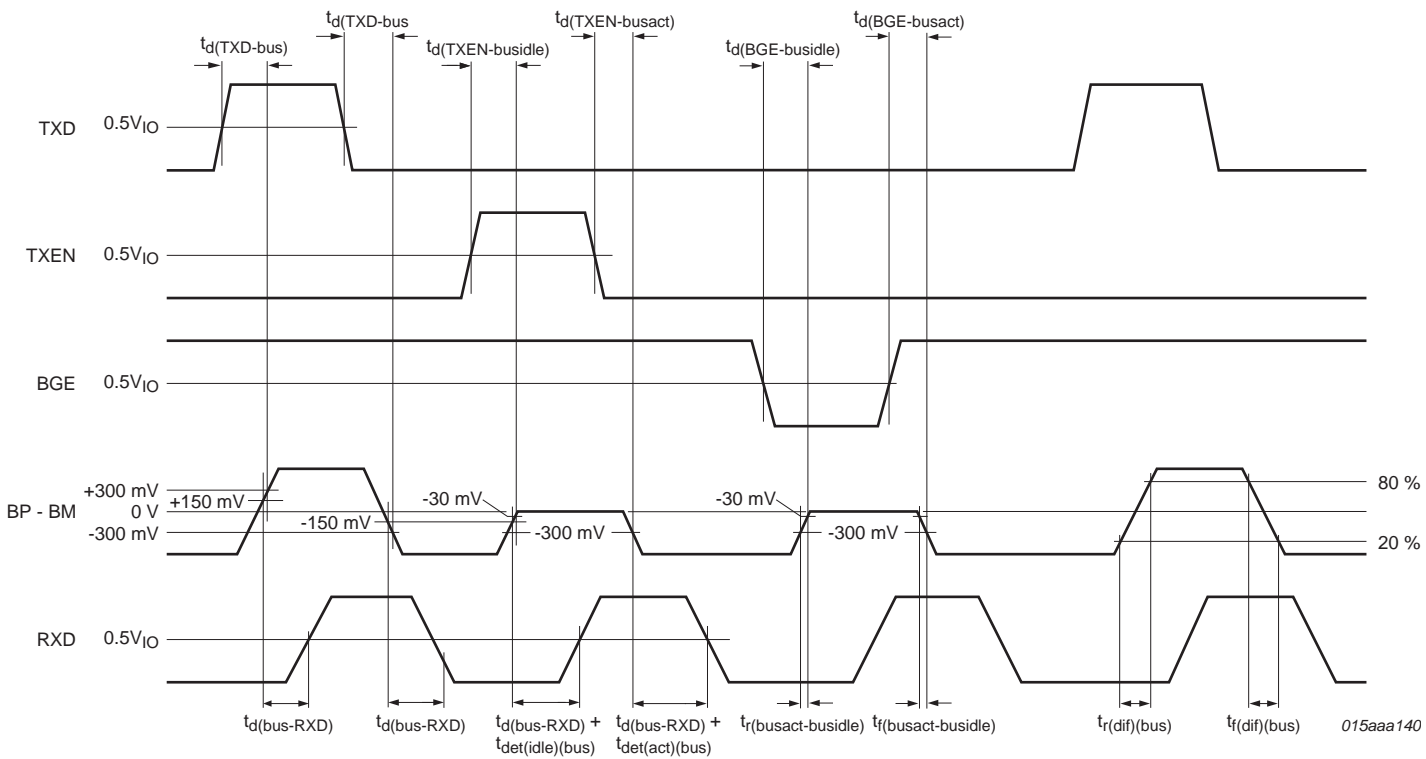 td(TXD-bus)
td(TXD-bus
td(TXEN-busidle)
td(TXEN-busact)
td(BGE-busidle)
td(BGE-busact)
TXD 0.5VIO
TXEN 0.5VIO
BGE 0.5VIO
+300 mV
+150 mV
BP - BM 0 V
-300 mV
-150 mV
-30 mV
-300 mV
-30 mV
-300 mV
80 %
20 %
RXD 0.5VIO
td(bus-RXD)
td(bus-RXD)
td(bus-RXD) +
tdet(idle)(bus)
td(bus-RXD) +
tdet(act)(bus)
tr(busact-busidle)
tf(busact-busidle)
tr(dif)(bus)
tf(dif)(bus)
015aaa140